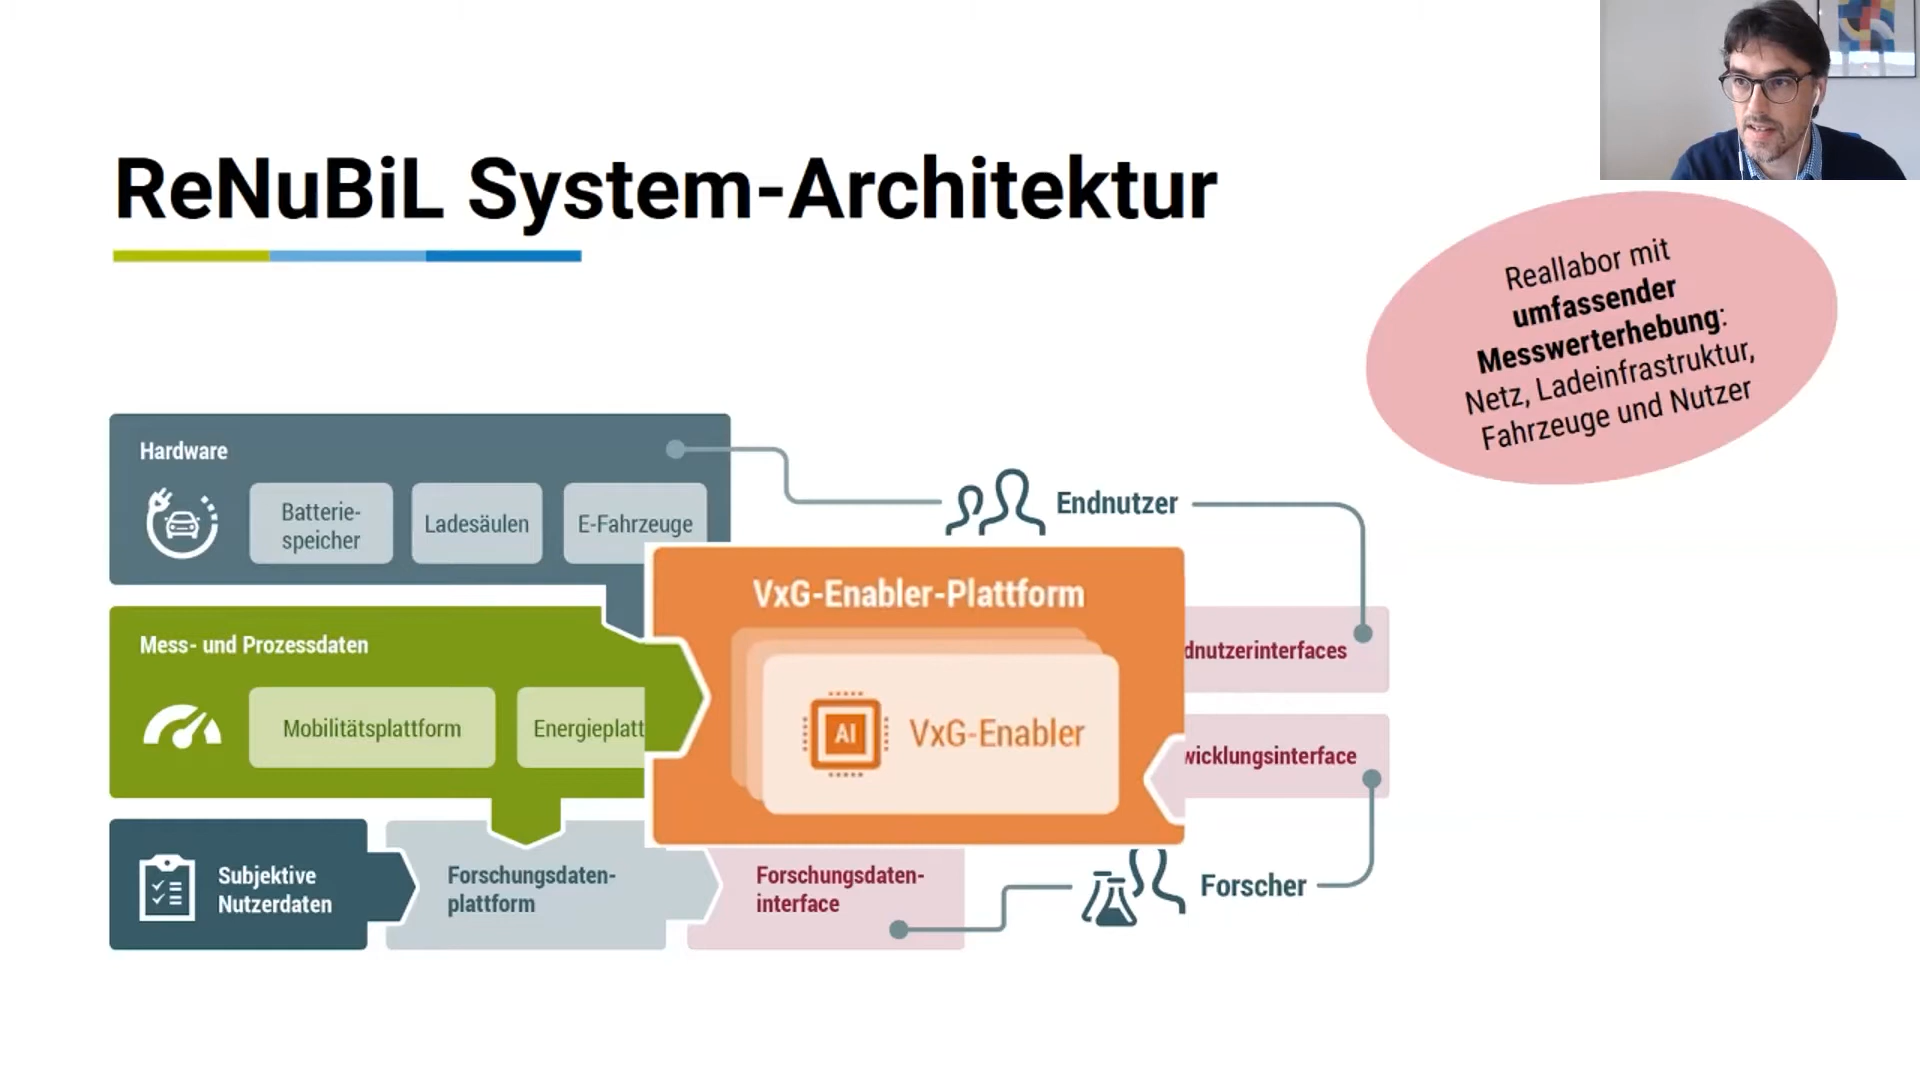 ReNuBiL System-Architektur
Reallabor mit
umfassender
Messwerterhebung:
Netz, Ladeinfrastruktur,
Fahrzeuge und Nutzer
Hardware
Batterie-
speicher
Ladesäulen
E-Fahrzeuge
Endnutzer
VxG-Enabler-Plattform
AI
VxG-Enabler
dnutzerinterfaces
wicklungsinterface
Mess- und Prozessdaten
Mobilitätsplattform
Energieplatt
Subjektive
Nutzerdaten
Forschungsdaten-
plattform
Forschungsdaten-
interface
Forscher